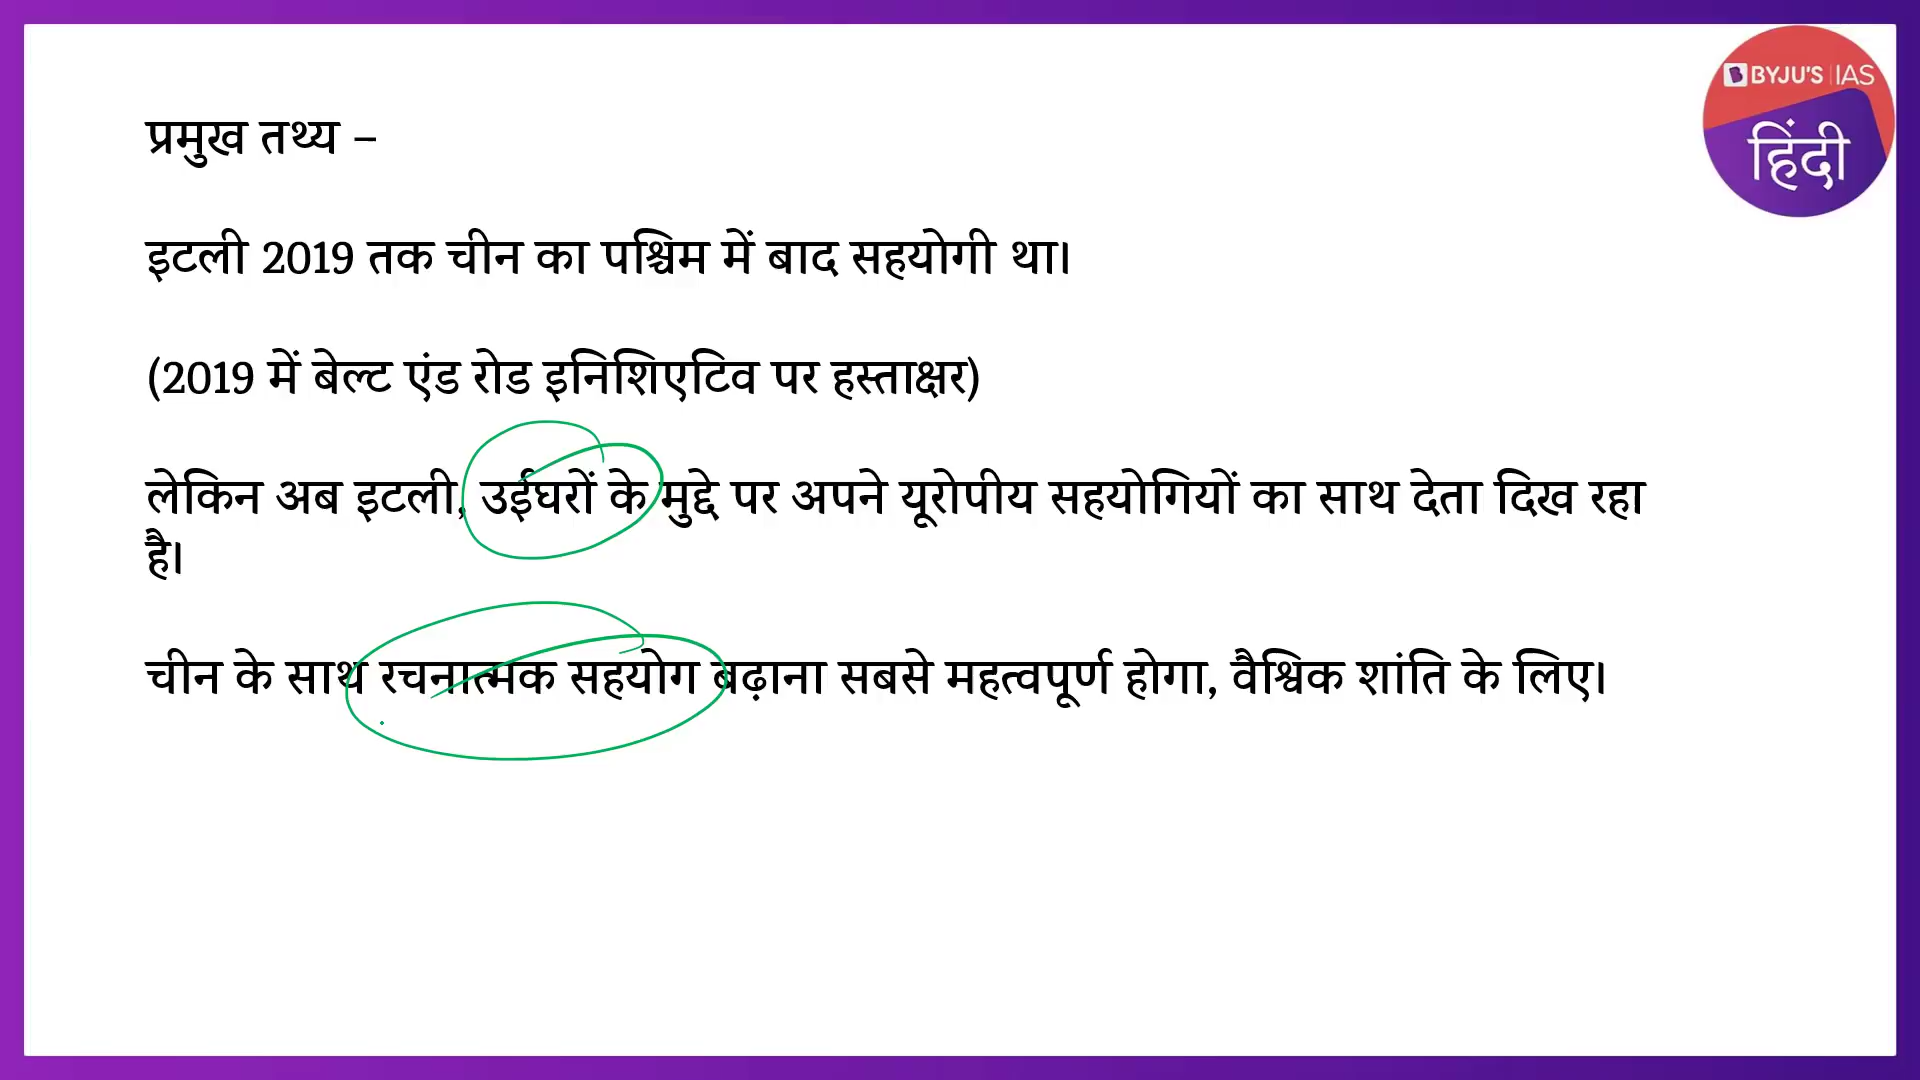 BYJU'S IAS
हिंदी
प्रमुख तथ्य –
इटली 2019 तक चीन का पश्चिम में बाद सहयोगी था।
(2019 में बेल्ट एंड रोड इनिशिएटिव पर हस्ताक्षर)
लेकिन अब इटली, उईघरों के मुद्दे पर अपने यूरोपीय सहयोगियों का साथ देता दिख रहा
है।
चीन के साथ रचनात्मक सहयोग बढ़ाना सबसे महत्वपूर्ण होगा, वैश्विक शांति के लिए।